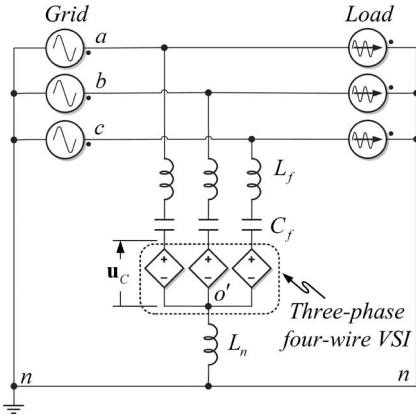 Grid
Load
a
b
c
L_f
C_f
+ + +
− − −
u_C
o'
Three-phase
four-wire VSI
L_n
n
n